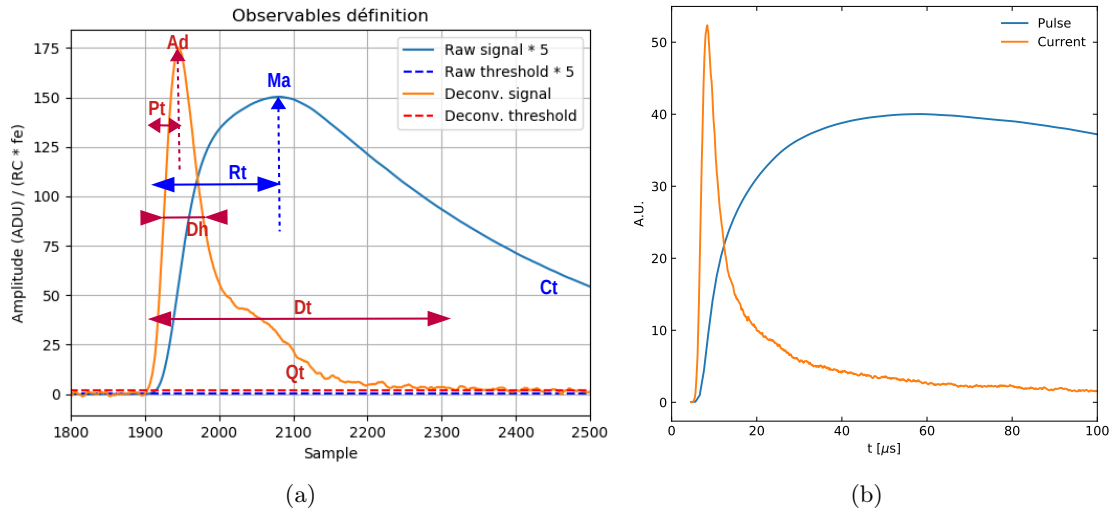 Observables définition
Amplitude (ADU) / (RC * fe)
175
150
125
100
75
50
25
0
1800
1900
2000
2100
2200
2300
2400
2500
Sample
Raw signal * 5
Raw threshold * 5
Deconv. signal
Deconv. threshold
Ad
Ma
Pt
Rt
Dh
Ct
Dt
Qt
(a)
A.U.
50
40
30
20
10
0
0
20
40
60
80
100
t [μs]
Pulse
Current
(b)